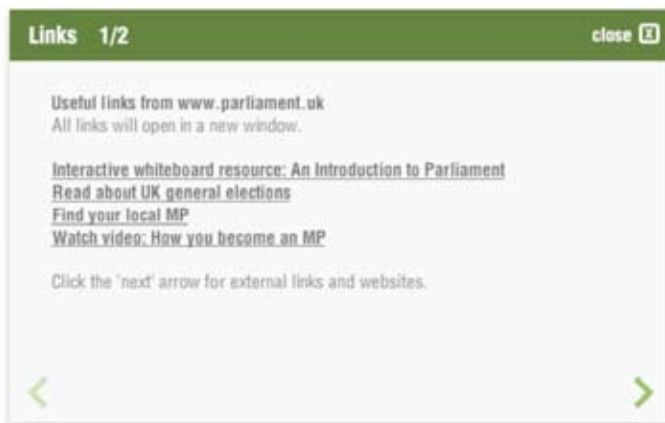 Links 1/2
close X
Useful links from www.parliament.uk
All links will open in a new window.
Interactive whiteboard resource: An Introduction to Parliament
Read about UK general elections
Find your local MP
Watch video: How you become an MP
Click the 'next' arrow for external links and websites.